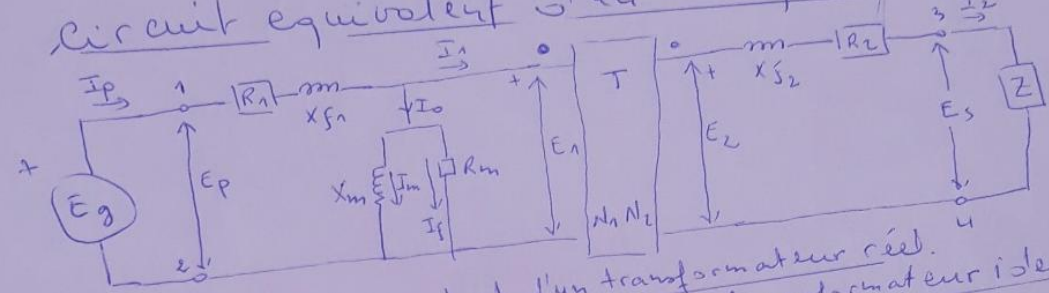 Circuit equivalent
Ip 1 R1 Xf1 I1 + T + Xf2 R2 3 I2
Io
+ Eg Ep Xm Im Rm If E1 E2 Es Z
N1 N2
2 4
d'un transformateur réel.